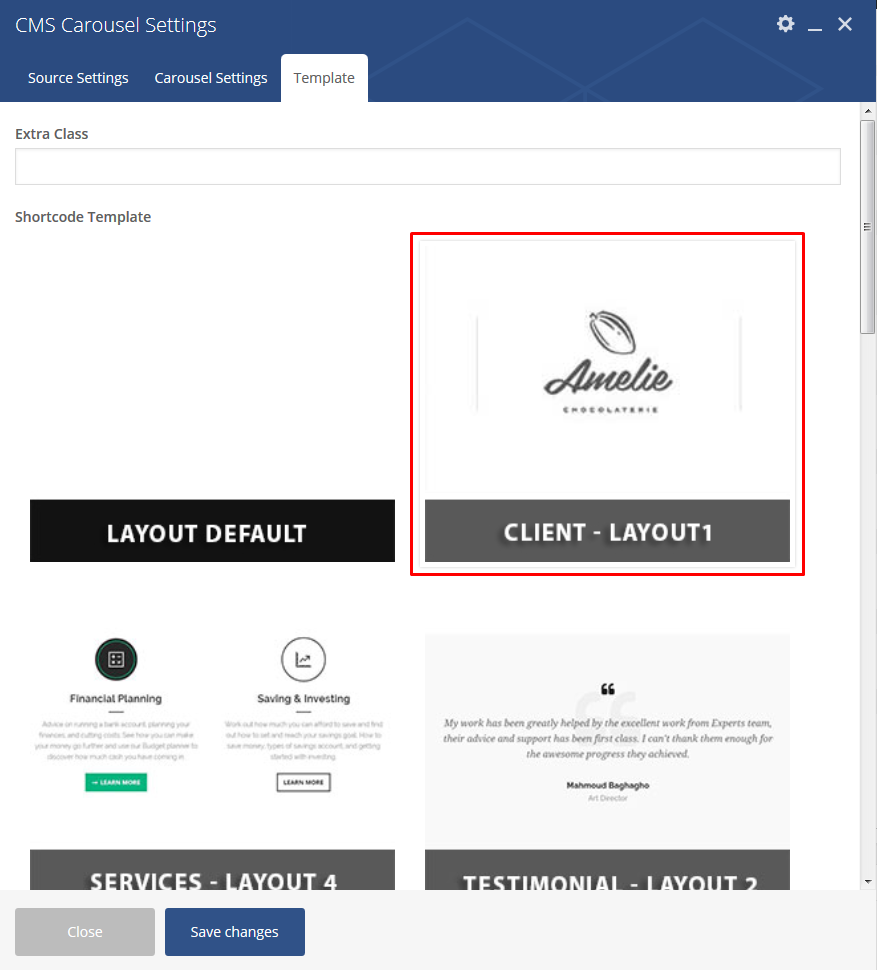 CMS Carousel Settings
Source Settings Carousel Settings Template
Extra Class
Shortcode Template
Amelie
CHOCOLATERIE
LAYOUT DEFAULT
CLIENT - LAYOUT1
Financial Planning
Advice on running a bank account, planning your
finances, and cutting costs. See how you can make
your money go further and use our Budget planner to
discover how much cash you have coming in.
→ LEARN MORE
Saving & Investing
Work out how much you can afford to save and find
out how to set and reach your savings goal. How to
save money, types of savings account, and getting
started with investing.
LEARN MORE
My work has been greatly helped by the excellent work from Experts team,
their advice and support has been first class. I can't thank them enough for
the awesome progress they achieved.
Mahmoud Baghagho
Art Director
SERVICES - LAYOUT 4
TESTIMONIAL - LAYOUT 2
Close
Save changes